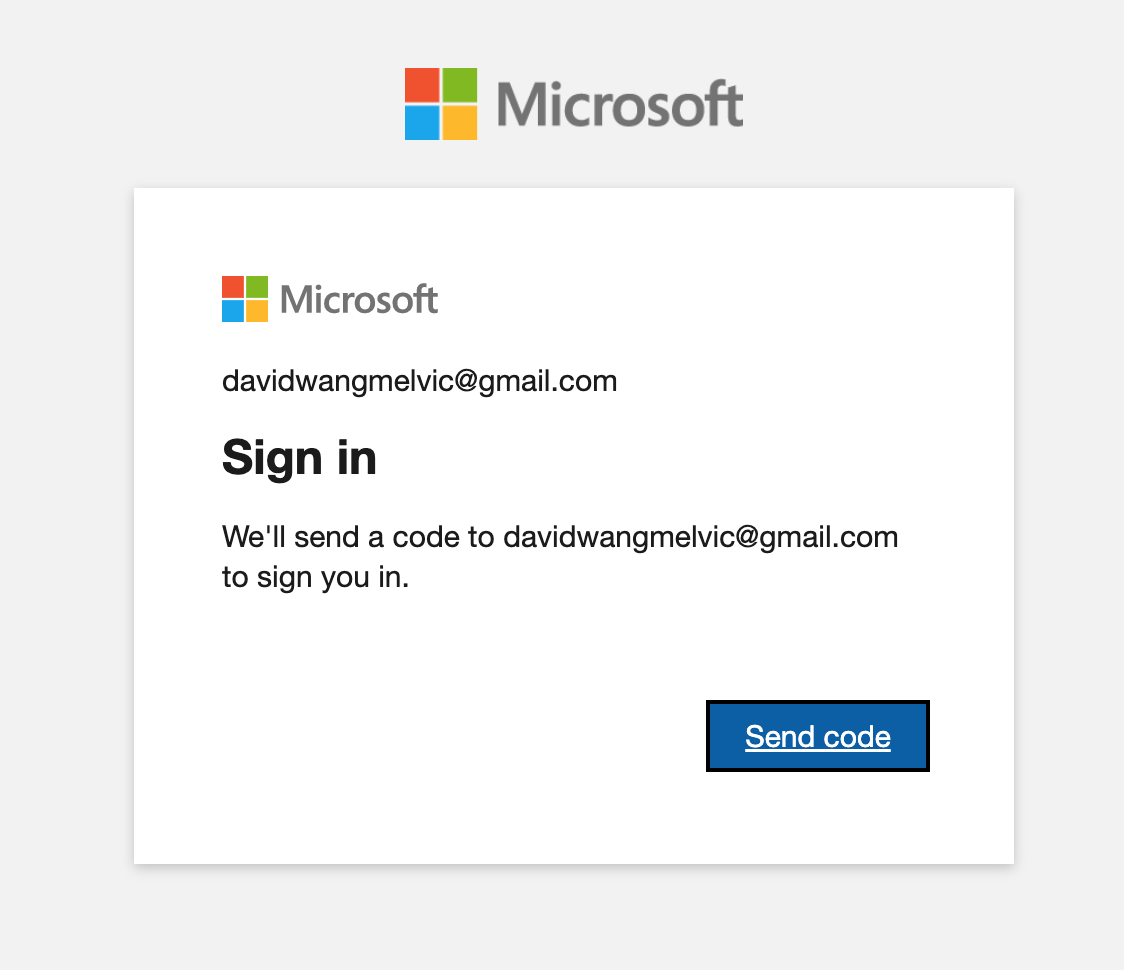 Microsoft
Microsoft
davidwangmelvic@gmail.com
Sign in
We'll send a code to davidwangmelvic@gmail.com
to sign you in.
Send code